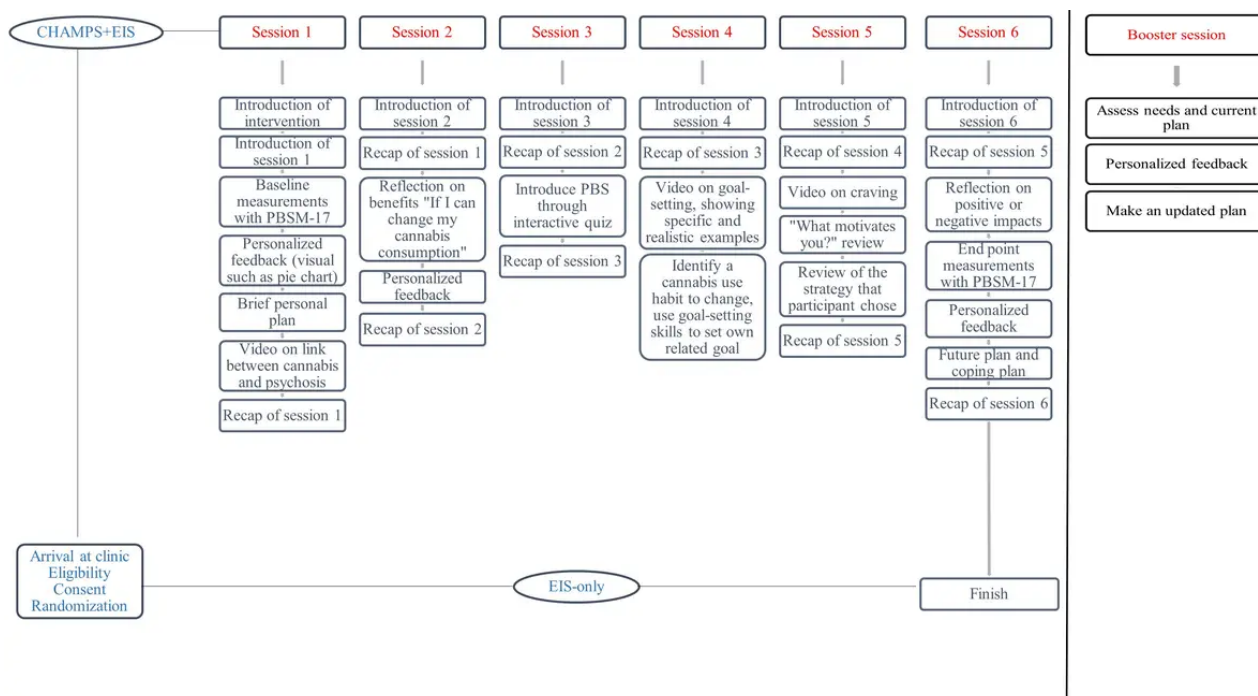 CHAMPS+EIS
Session 1
Introduction of
intervention
Introduction of
session 1
Baseline
measurements
with PBSM-17
Personalized
feedback (visual
such as pie chart)
Brief personal
plan
Video on link
between cannabis
and psychosis
Recap of session 1
Session 2
Introduction of
session 2
Recap of session 1
Reflection on
benefits "If I can
change my
cannabis
consumption"
Personalized
feedback
Recap of session 2
Session 3
Introduction of
session 3
Recap of session 2
Introduce PBS
through
interactive quiz
Recap of session 3
Session 4
Introduction of
session 4
Recap of session 3
Video on goal-
setting, showing
specific and
realistic examples
Identify a
cannabis use
habit to change,
use goal-setting
skills to set own
related goal
Session 5
Introduction of
session 5
Recap of session 4
Video on craving
"What motivates
you?" review
Review of the
strategy that
participant chose
Recap of session 5
Session 6
Introduction of
session 6
Recap of session 5
Reflection on
positive or
negative impacts
End point
measurements
with PBSM-17
Personalized
feedback
Future plan and
coping plan
Recap of session 6
Booster session
Assess needs and current
plan
Personalized feedback
Make an updated plan
Arrival at clinic
Eligibility
Consent
Randomization
EIS-only
Finish